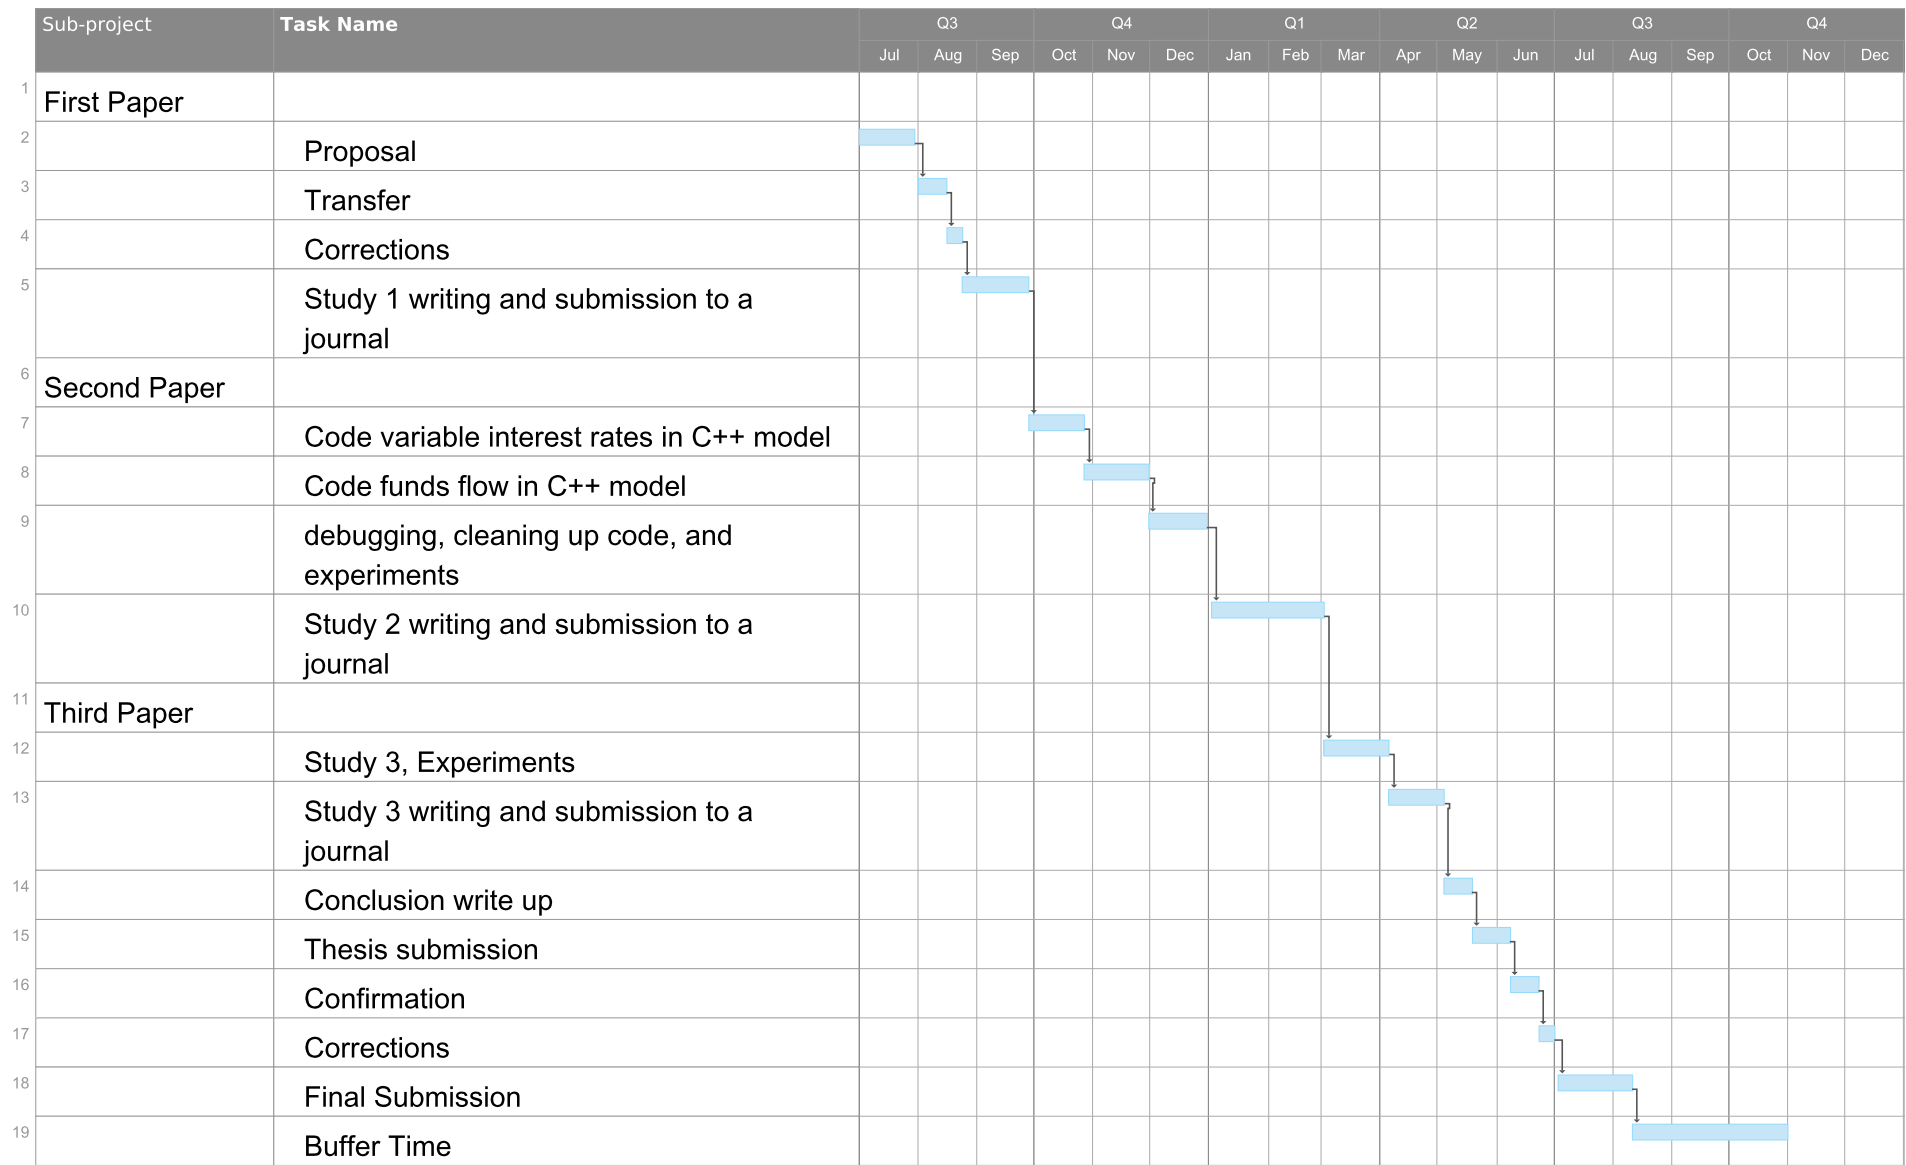 Sub-project Task Name Q3 Q4 Q1 Q2 Q3 Q4
Jul Aug Sep Oct Nov Dec Jan Feb Mar Apr May Jun Jul Aug Sep Oct Nov Dec
1 First Paper
2 Proposal
3 Transfer
4 Corrections
5 Study 1 writing and submission to a
journal
6 Second Paper
7 Code variable interest rates in C++ model
8 Code funds flow in C++ model
9 debugging, cleaning up code, and
experiments
10 Study 2 writing and submission to a
journal
11 Third Paper
12 Study 3, Experiments
13 Study 3 writing and submission to a
journal
14 Conclusion write up
15 Thesis submission
16 Confirmation
17 Corrections
18 Final Submission
19 Buffer Time